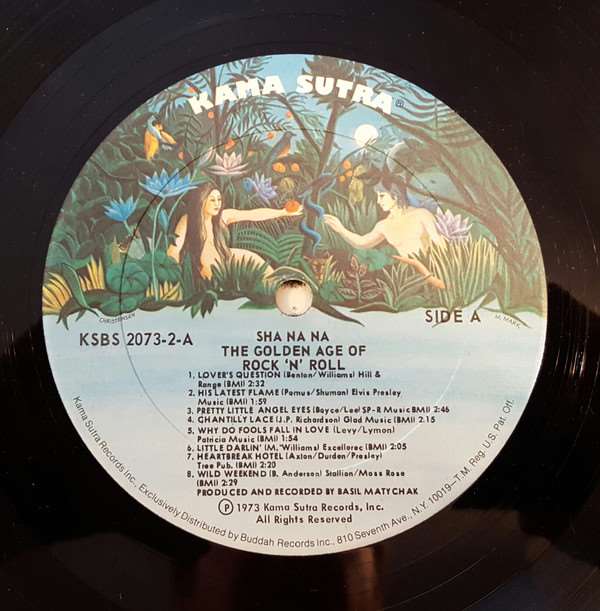 KAMA SUTRA®
CHRISTENSEN
M. MARK
SIDE A
KSBS 2073-2-A
SHA NA NA
THE GOLDEN AGE OF
ROCK 'N' ROLL
1. LOVER'S QUESTION (Benton/Williams) Hill &
Range (BMI) 2:32
2. HIS LATEST FLAME (Pomus/Shuman) Elvis Presley
Music (BMI) 1:59
3. PRETTY LITTLE ANGEL EYES (Boyce/Lee) SP-R Music BMI) 2:46
4. CHANTILLY LACE (J.P. Richardson) Glad Music (BMI) 2:15
5. WHY DO FOOLS FALL IN LOVE (Levy/Lymon)
Patricia Music (BMI) 1:54
6. LITTLE DARLIN' (M. Williams) Excellorec (BMI) 2:05
7. HEARTBREAK HOTEL (Axton/Durden/Presley)
Tree Pub. (BMI) 2:20
8. WILD WEEKEND (B. Anderson) Stallion/Moss Rose
(BMI) 2:29
PRODUCED AND RECORDED BY BASIL MATYCHAK
℗ 1973 Kama Sutra Records, Inc.
All Rights Reserved
Kama Sutra Records Inc., Exclusively Distributed by Buddah Records Inc., 810 Seventh Ave., N.Y. 10019—T.M. Reg. U.S. Pat. Off.